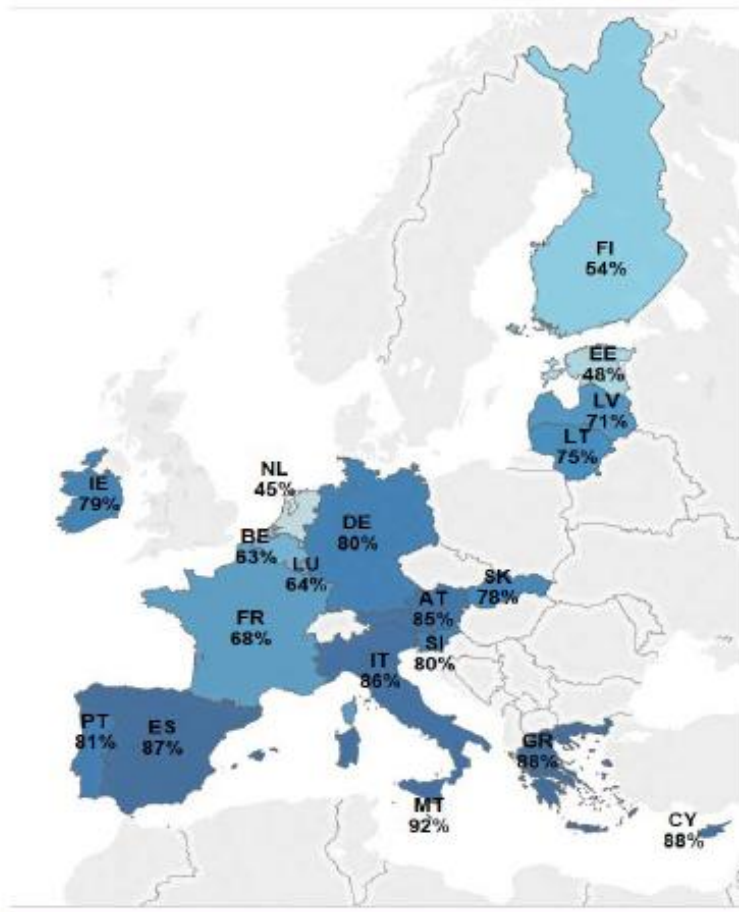 FI
54%
EE
48%
LV
71%
LT
75%
IE
79%
NL
45%
DE
80%
BE
63%
LU
64%
SK
78%
AT
85%
FR
68%
SI
80%
IT
86%
PT
81%
ES
87%
GR
88%
MT
92%
CY
88%